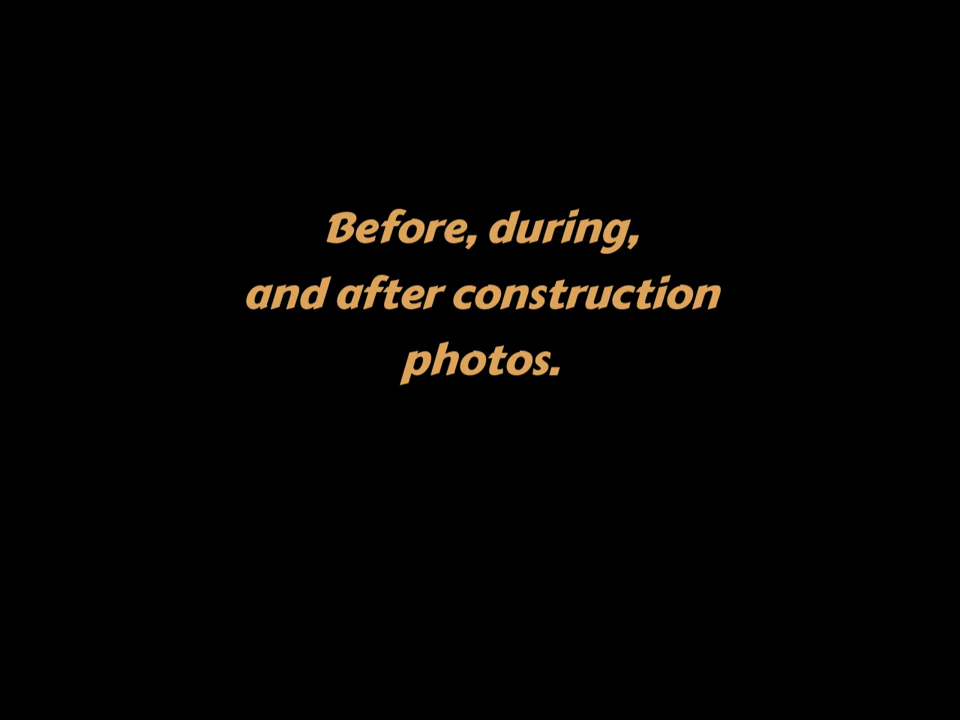 Before, during,
and after construction
photos.